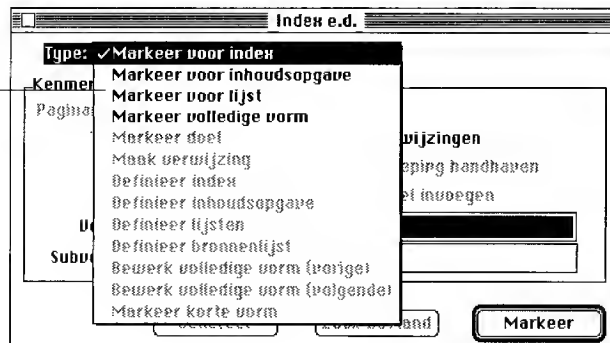 Index e.d.
Type: ✓Markeer voor index
Markeer voor inhoudsopgave
Kenmer
Markeer voor lijst
Pagina
Markeer volledige vorm
Markeer doel
wijzingen
Maak verwijzing
eping handhaven
Definieer index
el invoegen
Definieer inhoudsopgave
Definieer lijsten
Definieer bronnenlijst
Subv
Bewerk volledige vorm (vorige)
Bewerk volledige vorm (volgende)
Markeer korte vorm
Markeer